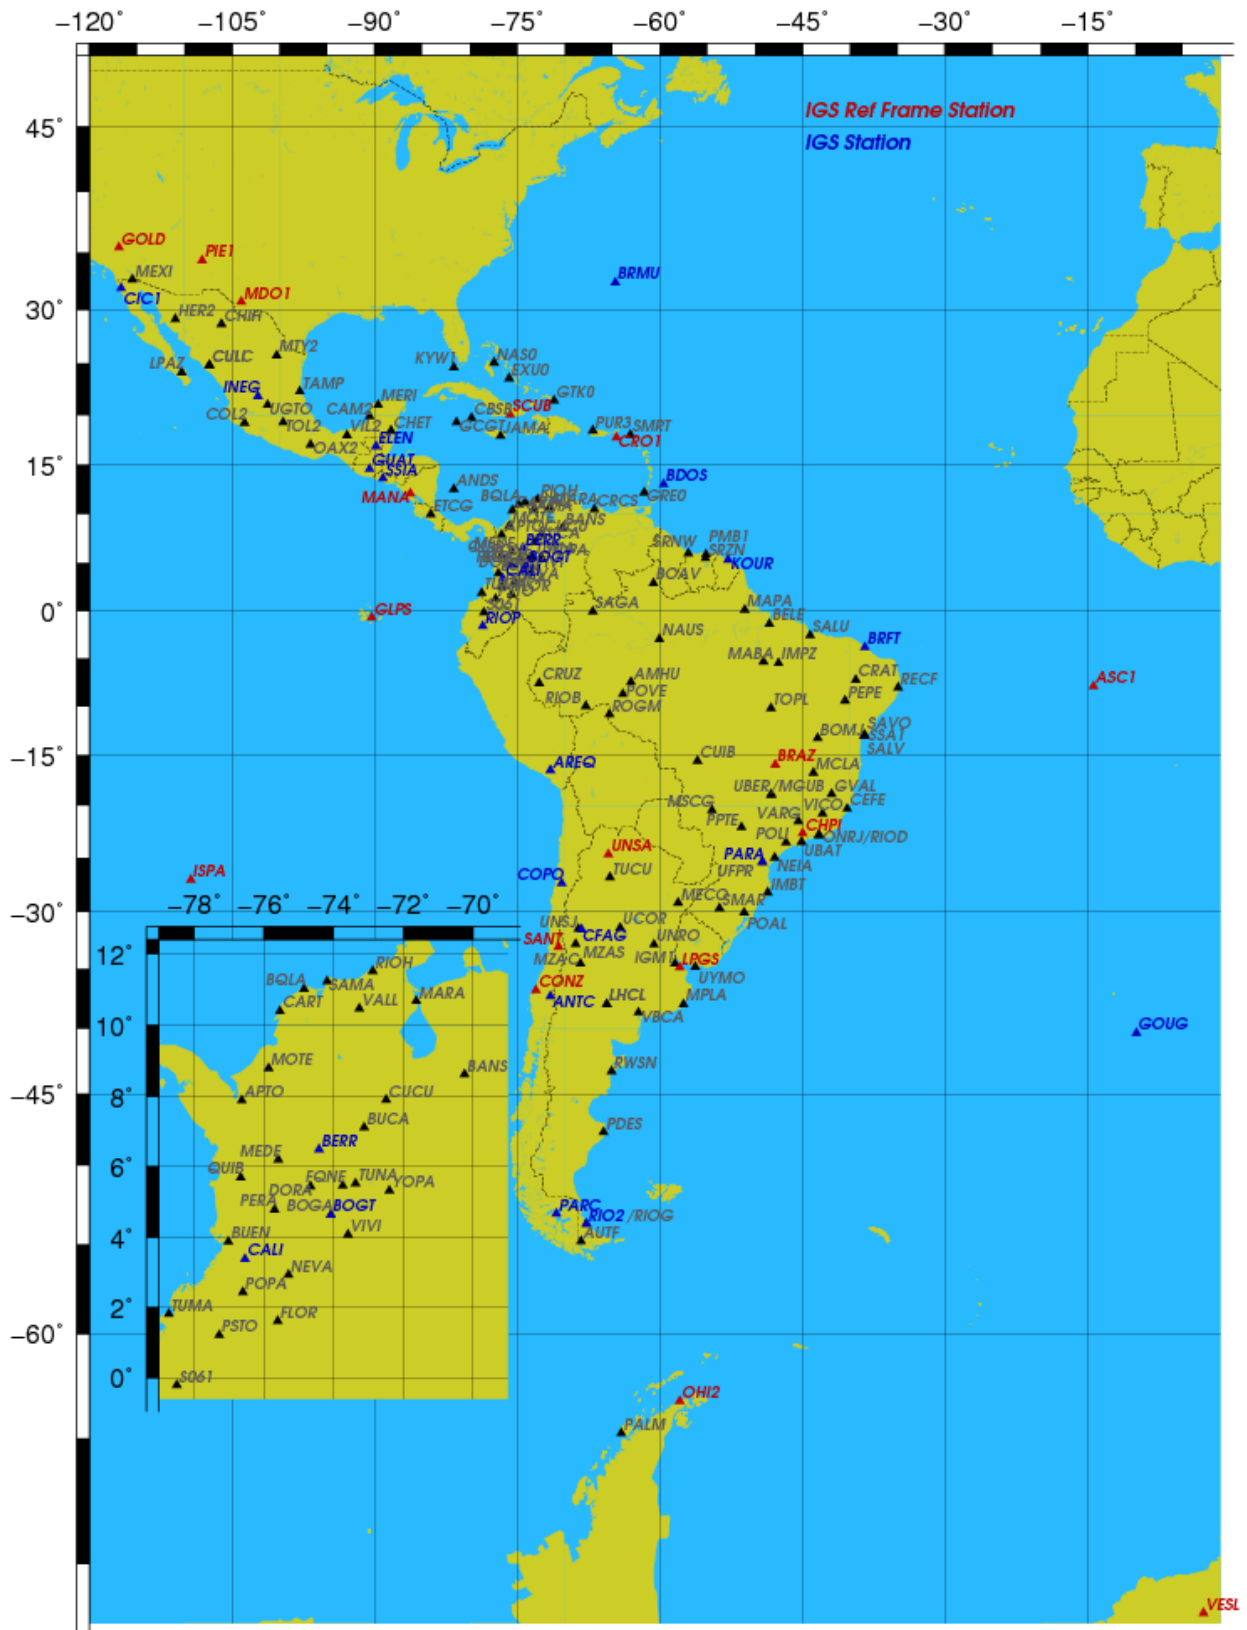 −120° −105° −90° −75° −60° −45° −30° −15°
IGS Ref Frame Station
45°
IGS Station
GOLD
PIE1
MEXI
BRMU
CIC1
MDO1
30°
HER2
CHIH
MTY2
KYW1
NAS0
LPAZ
CULC
EXU0
INEG
TAMP
GTK0
MERI
COL2
UGTO
CAM2
CBSB
SCUB
TOL2
VIL2
CHET
GCGT
JAMA
PUR3
SMRT
OAX2
ELEN
CRO1
GUAT
15°
SSIA
BDOS
ANDS
MANA
BQLA
RIOH
MARA
CRCS
GRE0
ETCG
MOTE
BANS
BERR
SRNW
PMB1
SRZN
BOGT
KOUR
CALI
BOAV
MAPA
SAGA
0°
GLPS
RIOP
BELE
NAUS
SALU
BRFT
MABA
IMPZ
CRUZ
AMHU
CRAT
RECF
ASC1
RIOB
POVE
ROGM
TOPL
PEPE
BOMJ
SAVO
SSA1
SALV
−15°
CUIB
BRAZ
AREQ
MCLA
UBER/MGUB
GVAL
MSCG
VICO
CEFE
PPTE
VARG
CHPI
POLI
ONRJ/RIOD
UNSA
PARA
UBAT
ISPA
COPO
TUCU
UFPR
NEIA
IMBT
MECO
SMAR
−30°
POAL
UNSJ
UCOR
SANT
CFAG
UNRO
MZAC
MZAS
IGM1
LPGS
UYMO
CONZ
ANTC
LHCL
MPLA
VBCA
GOUG
RWSN
−45°
PDES
PARC
RIO2 /RIOG
AUTF
−60°
OHI2
PALM
VESL
−78° −76° −74° −72° −70°
12°
RIOH
BQLA
SAMA
CART
VALL
MARA
10°
MOTE
BANS
8°
APTO
CUCU
BUCA
BERR
MEDE
6°
QUIB
DORA
FQNE
TUNA
YOPA
PERA
BOGA
BOGT
4°
BUEN
VIVI
CALI
NEVA
POPA
2°
TUMA
PSTO
FLOR
0°
S061